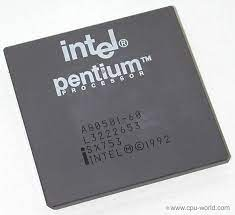 intel®
pentium™
PROCESSOR
A80501-60
L3222653
SX753
INTEL®©1992
© www.cpu-world.com